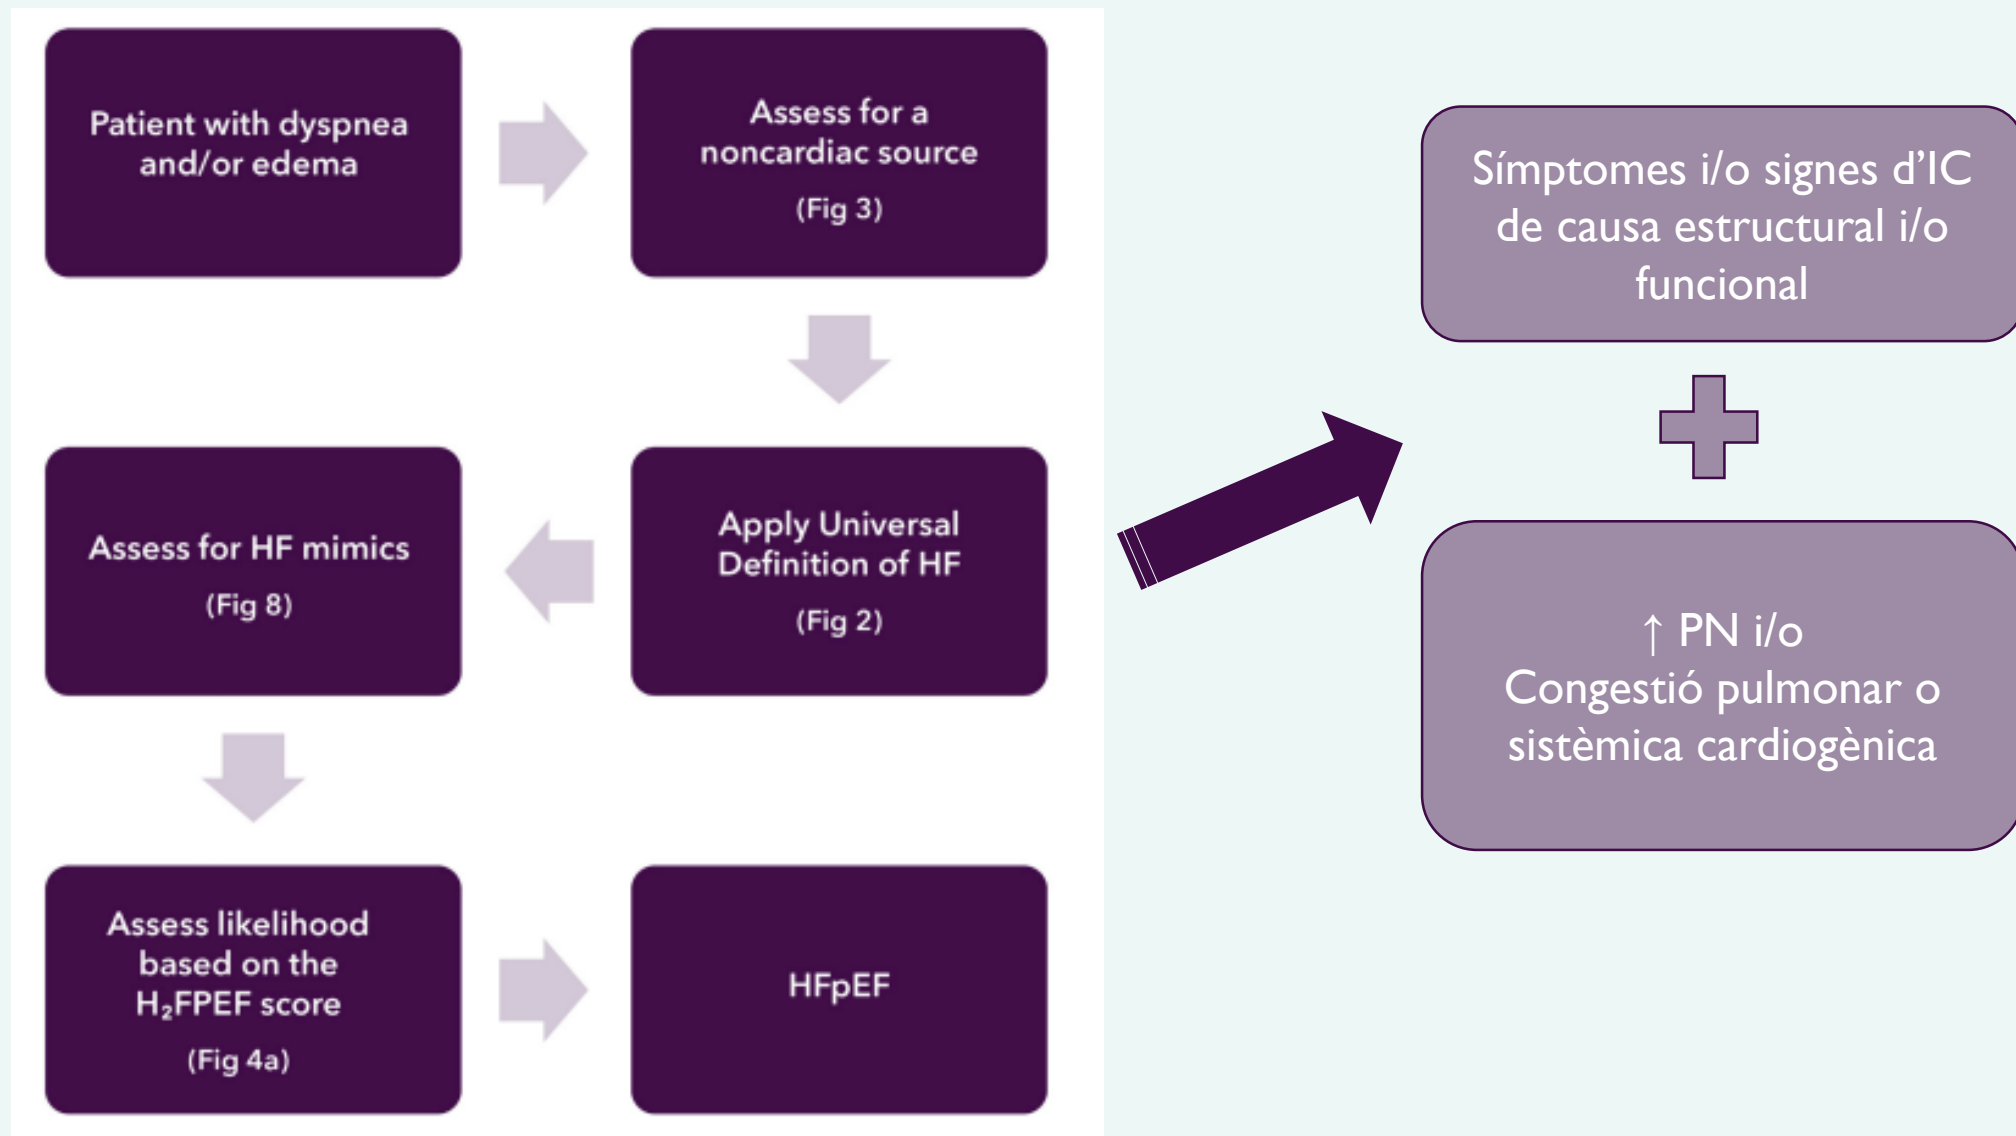 Patient with dyspnea
and/or edema
Assess for a
noncardiac source
(Fig 3)
Apply Universal
Definition of HF
(Fig 2)
Assess for HF mimics
(Fig 8)
Assess likelihood
based on the
H₂FPEF score
(Fig 4a)
HFpEF
Símptomes i/o signes d’IC
de causa estructural i/o
funcional
↑ PN i/o
Congestió pulmonar o
sistèmica cardiogènica